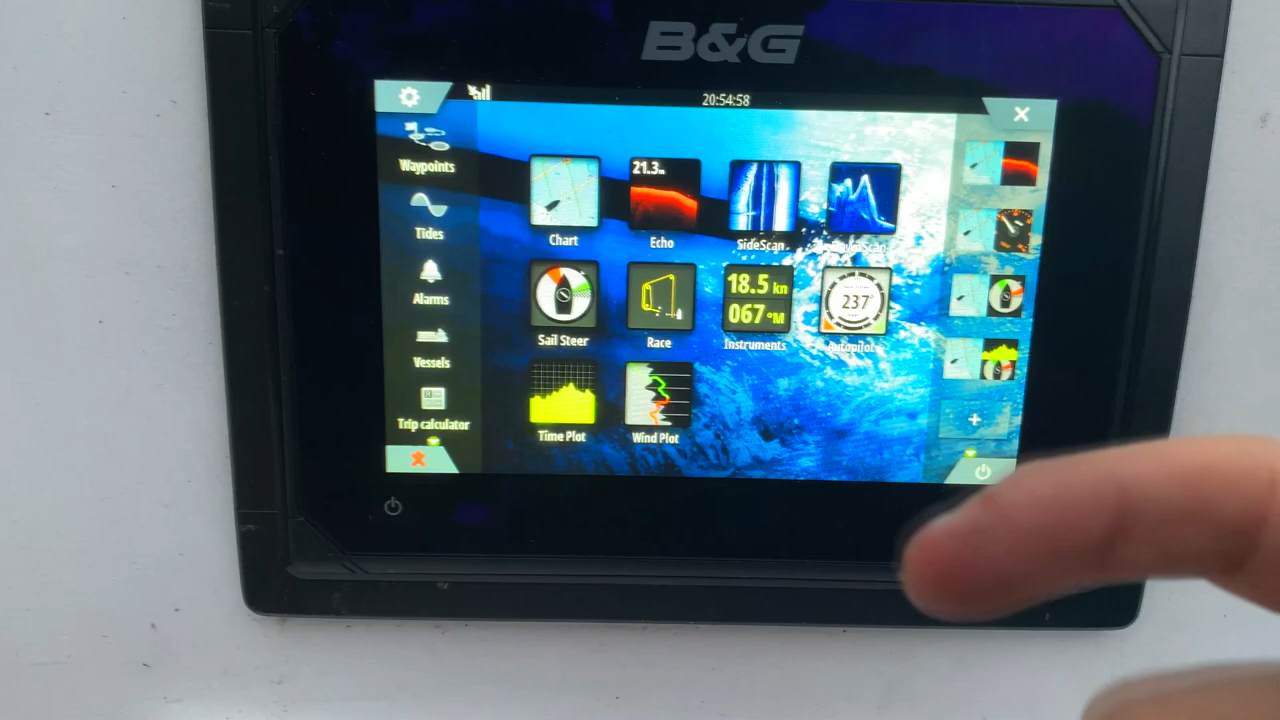 B&G
20:54:58
Waypoints
Tides
Alarms
Vessels
Trip calculator
21.3m
Chart
Echo
SideScan
18.5 kn
067 °M
237°
Sail Steer
Race
Instruments
Autopilot
Time Plot
Wind Plot